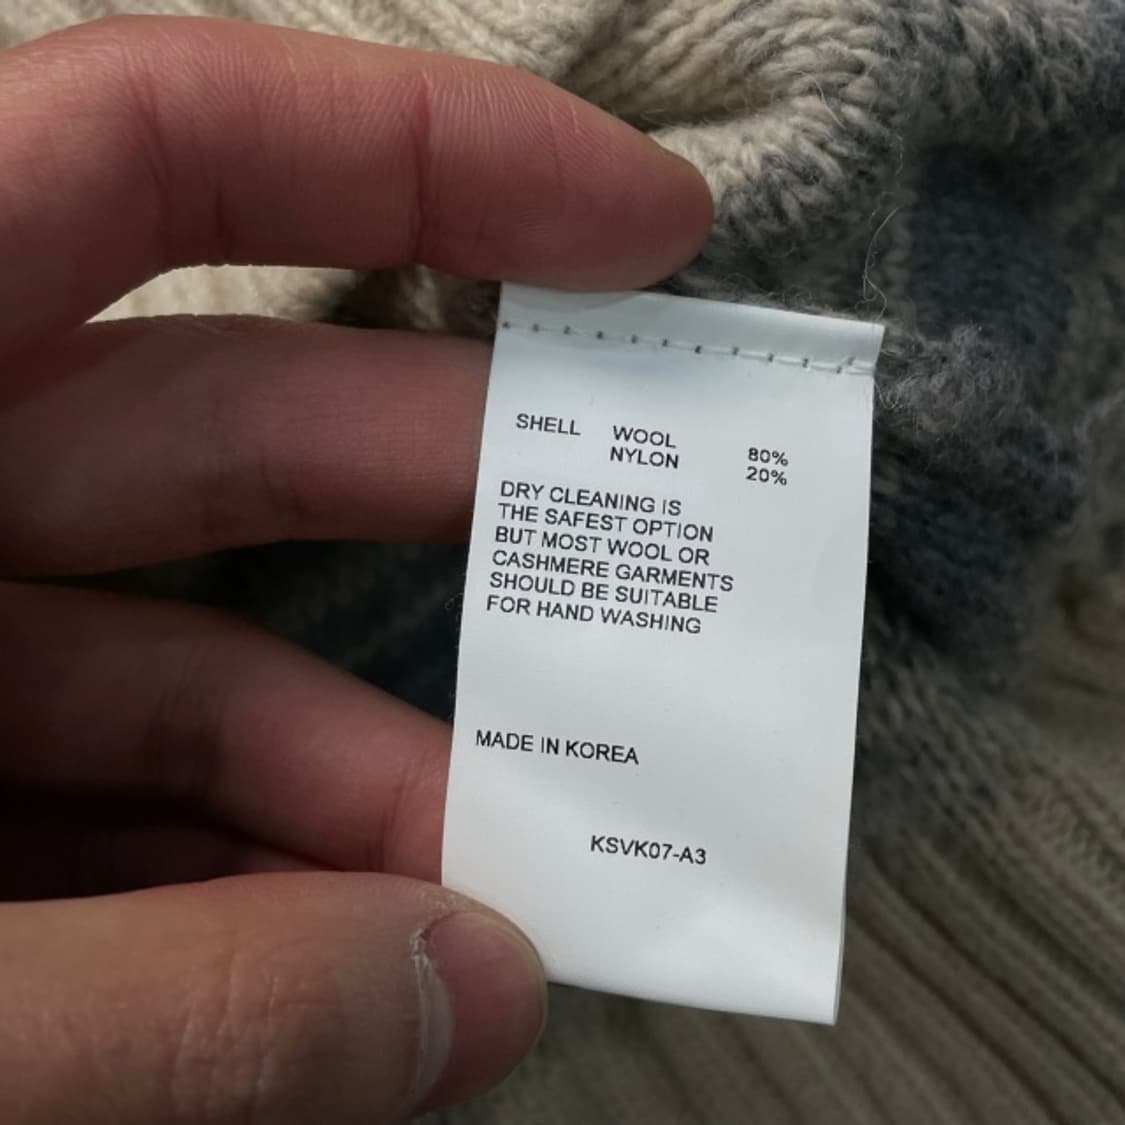 SHELL WOOL 80%
NYLON 20%
DRY CLEANING IS
THE SAFEST OPTION
BUT MOST WOOL OR
CASHMERE GARMENTS
SHOULD BE SUITABLE
FOR HAND WASHING
MADE IN KOREA
KSVK07-A3